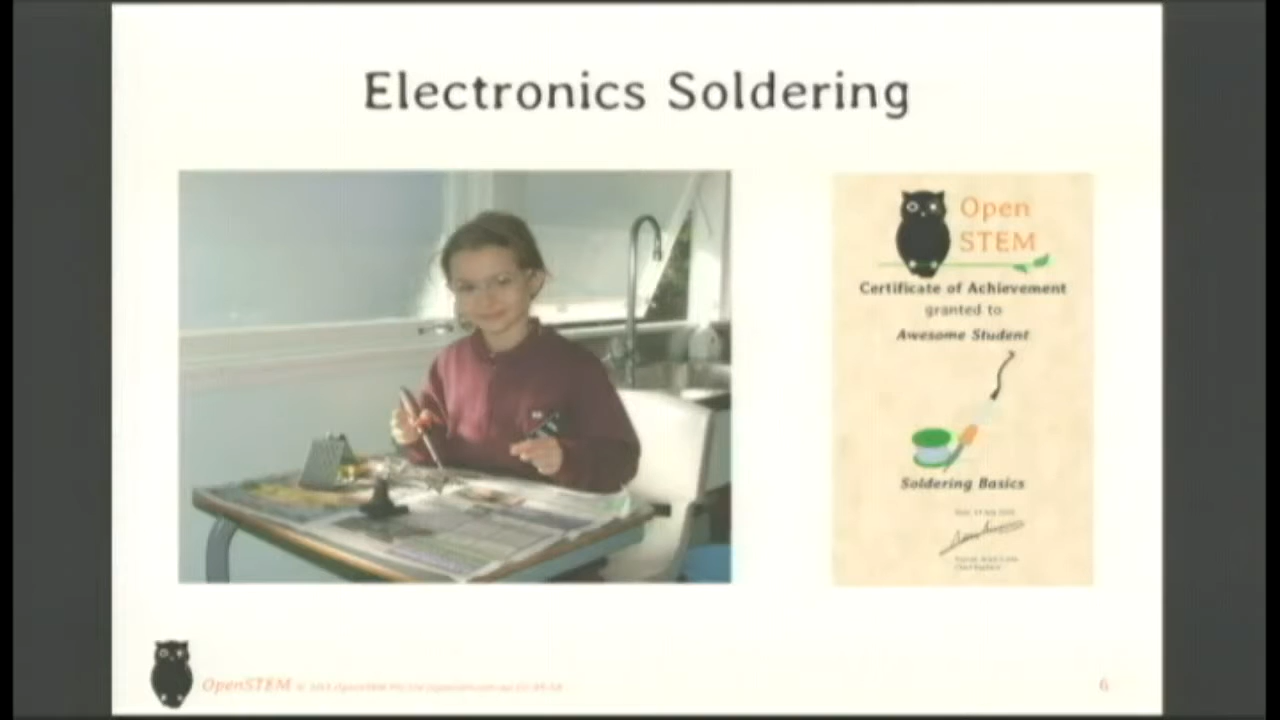 Electronics Soldering
Open
STEM
Certificate of Achievement
granted to
Awesome Student
Soldering Basics
OpenSTEM
6